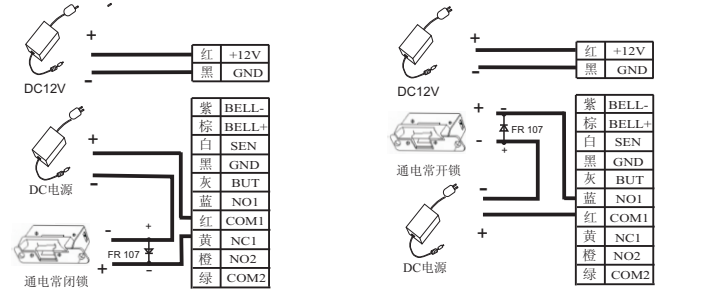 +
红 +12V
黑 GND
-
DC12V
紫 BELL-
棕 BELL+
白 SEN
黑 GND
灰 BUT
蓝 NO1
红 COM1
黄 NC1
橙 NO2
绿 COM2
+
-
DC电源
-
+
FR 107
+
-
通电常闭锁
+
红 +12V
黑 GND
-
DC12V
紫 BELL-
棕 BELL+
白 SEN
黑 GND
灰 BUT
蓝 NO1
红 COM1
黄 NC1
橙 NO2
绿 COM2
+
-
-
FR 107
+
通电常开锁
-
+
DC电源